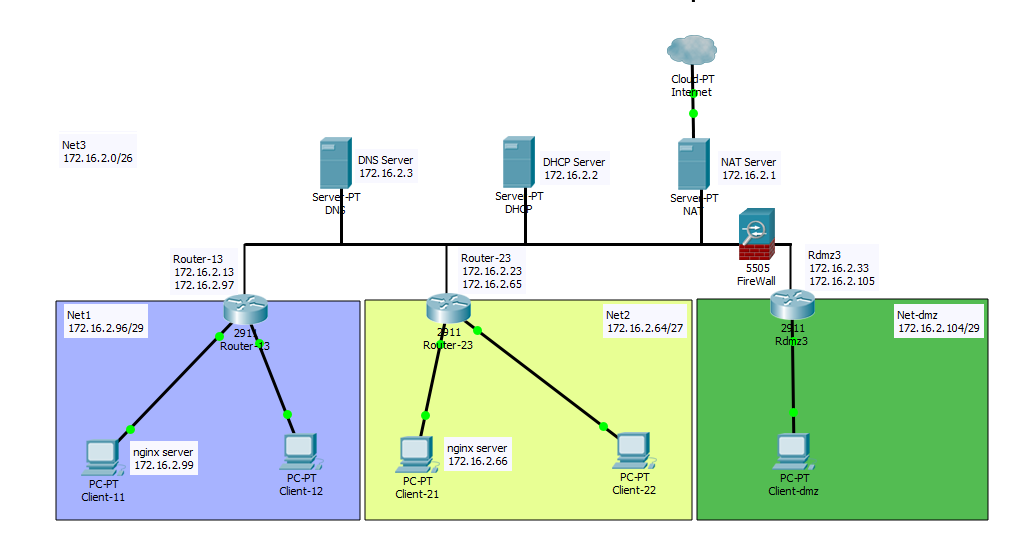 Cloud-PT
Internet
Net3
172.16.2.0/26
DNS Server
172.16.2.3
Server-PT
DNS
DHCP Server
172.16.2.2
Server-PT
DHCP
NAT Server
172.16.2.1
Server-PT
NAT
5505
FireWall
Router-13
172.16.2.13
172.16.2.97
Router-23
172.16.2.23
172.16.2.65
Rdmz3
172.16.2.33
172.16.2.105
Net1
172.16.2.96/29
2911
Router-13
Net2
172.16.2.64/27
2911
Router-23
Net-dmz
172.16.2.104/29
2911
Rdmz3
nginx server
172.16.2.99
PC-PT
Client-11
PC-PT
Client-12
nginx server
172.16.2.66
PC-PT
Client-21
PC-PT
Client-22
PC-PT
Client-dmz